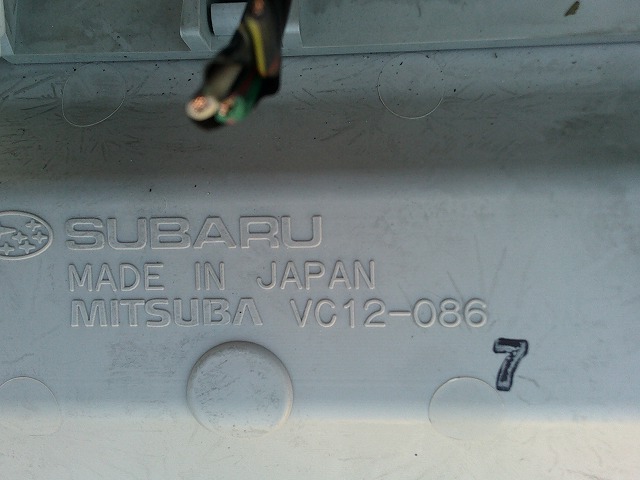 SUBARU
MADE IN JAPAN
MITSUBA VC12-086
7